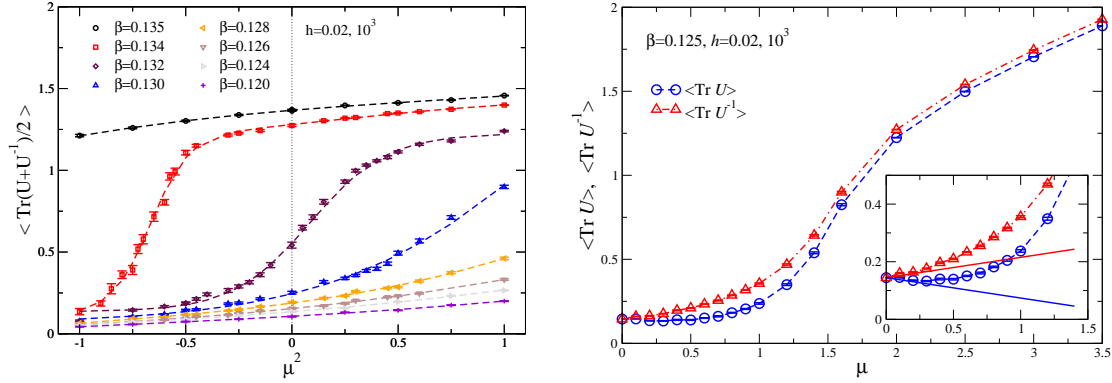 2
1.5
1
0.5
0
< Tr(U+U⁻¹)/2 >
β=0.135
β=0.134
β=0.132
β=0.130
β=0.128
β=0.126
β=0.124
β=0.120
h=0.02, 10³
-1 -0.5 0 0.5 1
μ²
2
1.5
1
0.5
0
<Tr U>, <Tr U⁻¹>
β=0.125, h=0.02, 10³
<Tr U>
<Tr U⁻¹>
0.4
0.2
0
0 0.5 1
0 0.5 1 1.5 2 2.5 3 3.5
μ